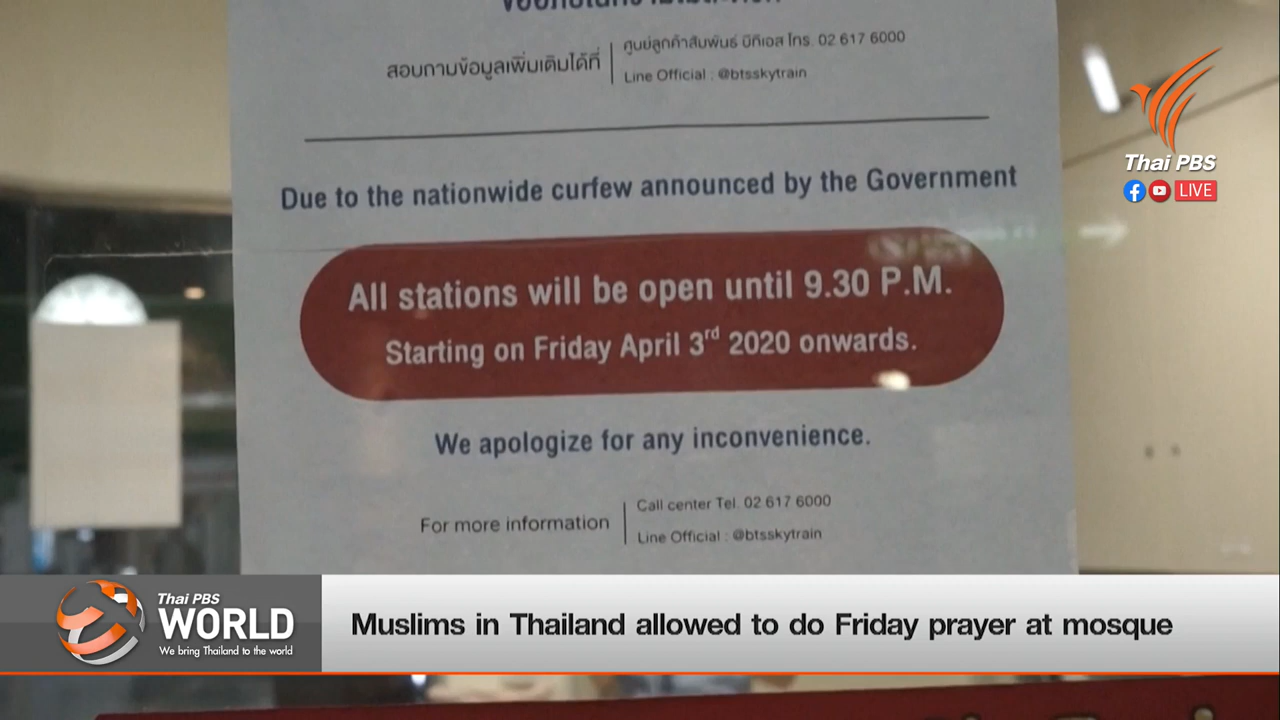 สอบถามข้อมูลเพิ่มเติมได้ที่
ศูนย์ลูกค้าสัมพันธ์ บีทีเอส โทร. 02 617 6000
Line Official : @btsskytrain
Due to the nationwide curfew announced by the Government
All stations will be open until 9.30 P.M.
Starting on Friday April 3rd 2020 onwards.
We apologize for any inconvenience.
For more information
Call center Tel. 02 617 6000
Line Official : @btsskytrain
Thai PBS
LIVE
Thai PBS
WORLD
We bring Thailand to the world
Muslims in Thailand allowed to do Friday prayer at mosque